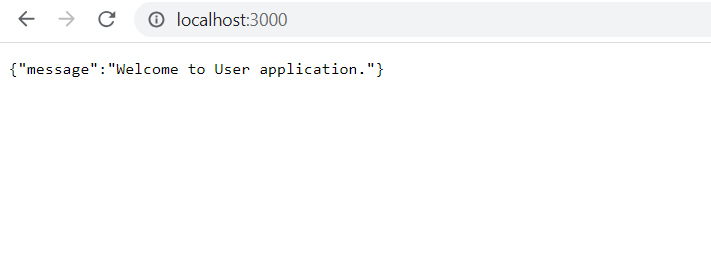 localhost:3000
{"message":"Welcome to User application."}